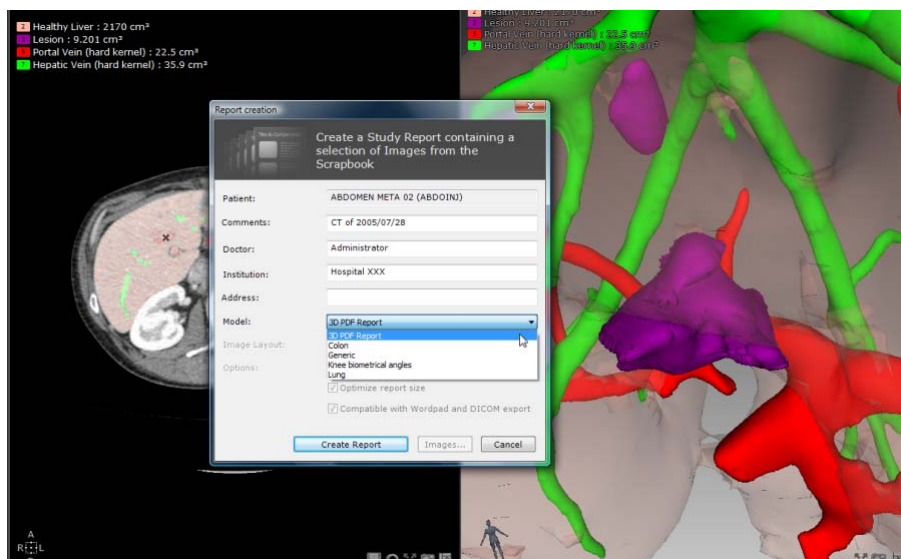 2 Healthy Liver : 2170 cm³
Lesion : 9.201 cm³
Portal Vein (hard kernel) : 22.5 cm³
? Hepatic Vein (hard kernel) : 35.9 cm³
Healthy Liver : 2170 cm³
Lesion : 9.201 cm³
Portal Vein (hard kernel) : 22.5 cm³
? Hepatic Vein (hard kernel) : 35.9 cm³
Report creation
Create a Study Report containing a
selection of Images from the
Scrapbook
Patient: ABDOMEN META 02 (ABDOINJ)
Comments: CT of 2005/07/28
Doctor: Administrator
Institution: Hospital XXX
Address:
Model: 3D PDF Report
3D PDF Report
Image Layout: Colon
Generic
Options: Knee biometrical angles
Lung
Optimize report size
Compatible with Wordpad and DICOM export
Create Report Images... Cancel
A
R L